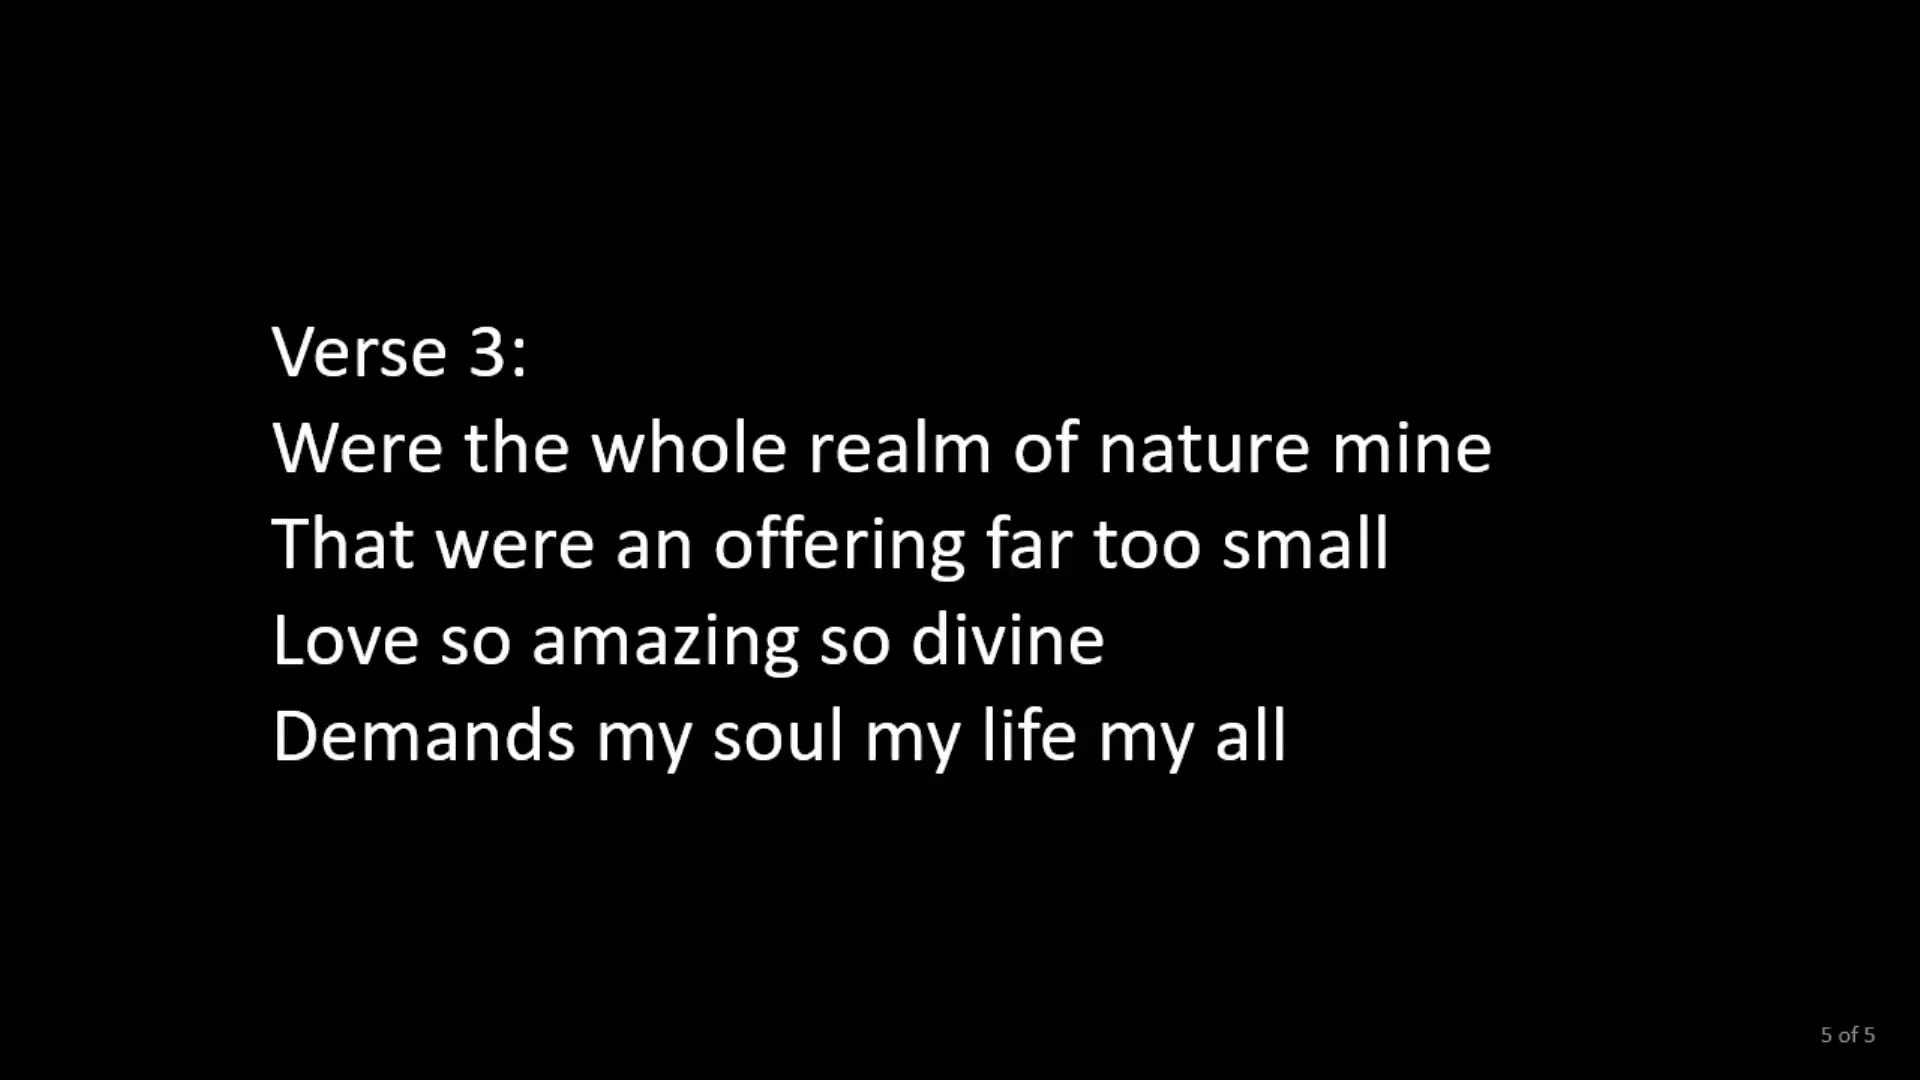 Verse 3:
Were the whole realm of nature mine
That were an offering far too small
Love so amazing so divine
Demands my soul my life my all
5 of 5